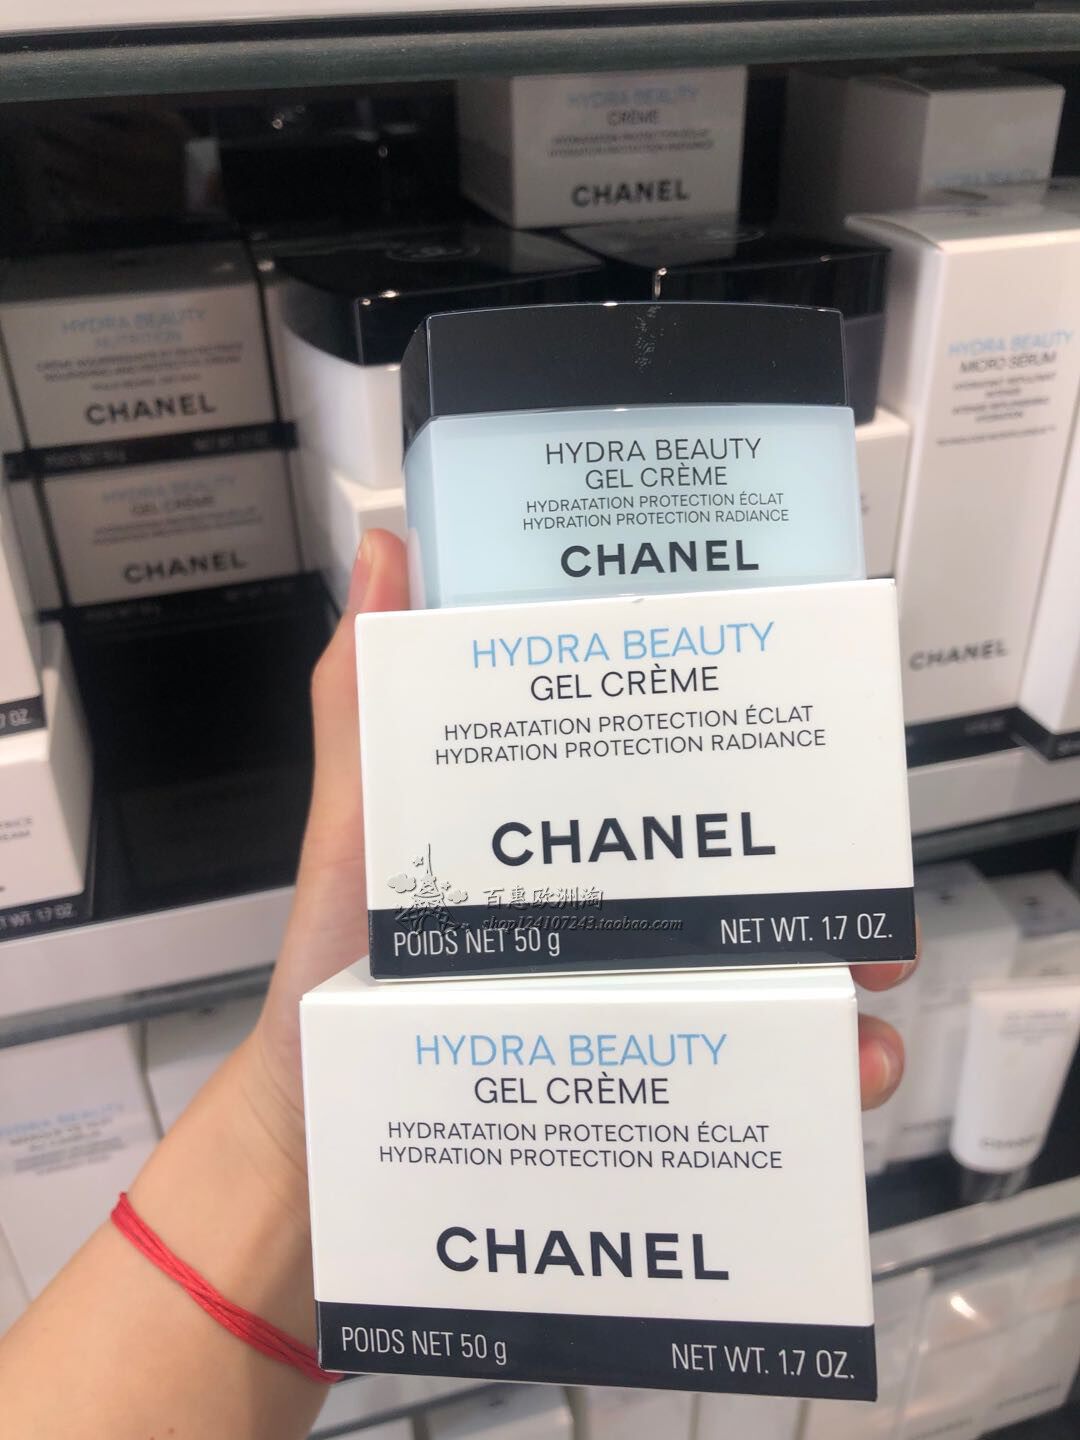 HYDRA BEAUTY
CRÈME
CHANEL
HYDRA BEAUTY
NUTRITION
CHANEL
HYDRA BEAUTY
GEL CRÈME
CHANEL
HYDRA BEAUTY
MICRO SÉRUM
CHANEL
HYDRA BEAUTY
GEL CRÈME
HYDRATATION PROTECTION ÉCLAT
HYDRATION PROTECTION RADIANCE
CHANEL
HYDRA BEAUTY
GEL CRÈME
HYDRATATION PROTECTION ÉCLAT
HYDRATION PROTECTION RADIANCE
CHANEL
百惠欧洲淘
shop124107243.taobao.com
POIDS NET 50 g NET WT. 1.7 OZ.
HYDRA BEAUTY
GEL CRÈME
HYDRATATION PROTECTION ÉCLAT
HYDRATION PROTECTION RADIANCE
CHANEL
POIDS NET 50 g NET WT. 1.7 OZ.